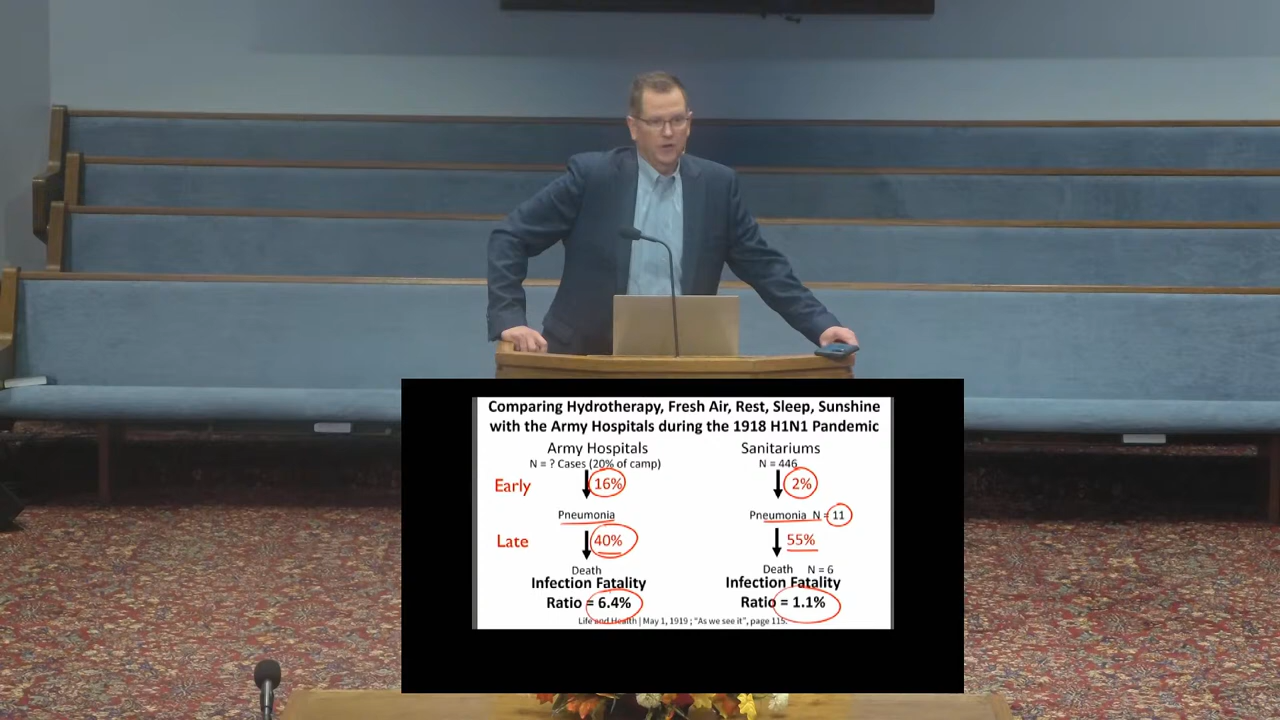 Comparing Hydrotherapy, Fresh Air, Rest, Sleep, Sunshine
with the Army Hospitals during the 1918 H1N1 Pandemic
Army Hospitals
N = ? Cases (20% of camp)
Early
16%
Pneumonia
Late
40%
Death
Infection Fatality
Ratio = 6.4%
Sanitariums
N = 446
2%
Pneumonia N = 11
55%
Death N = 6
Infection Fatality
Ratio = 1.1%
Life and Health | May 1, 1919 ; "As we see it", page 115.